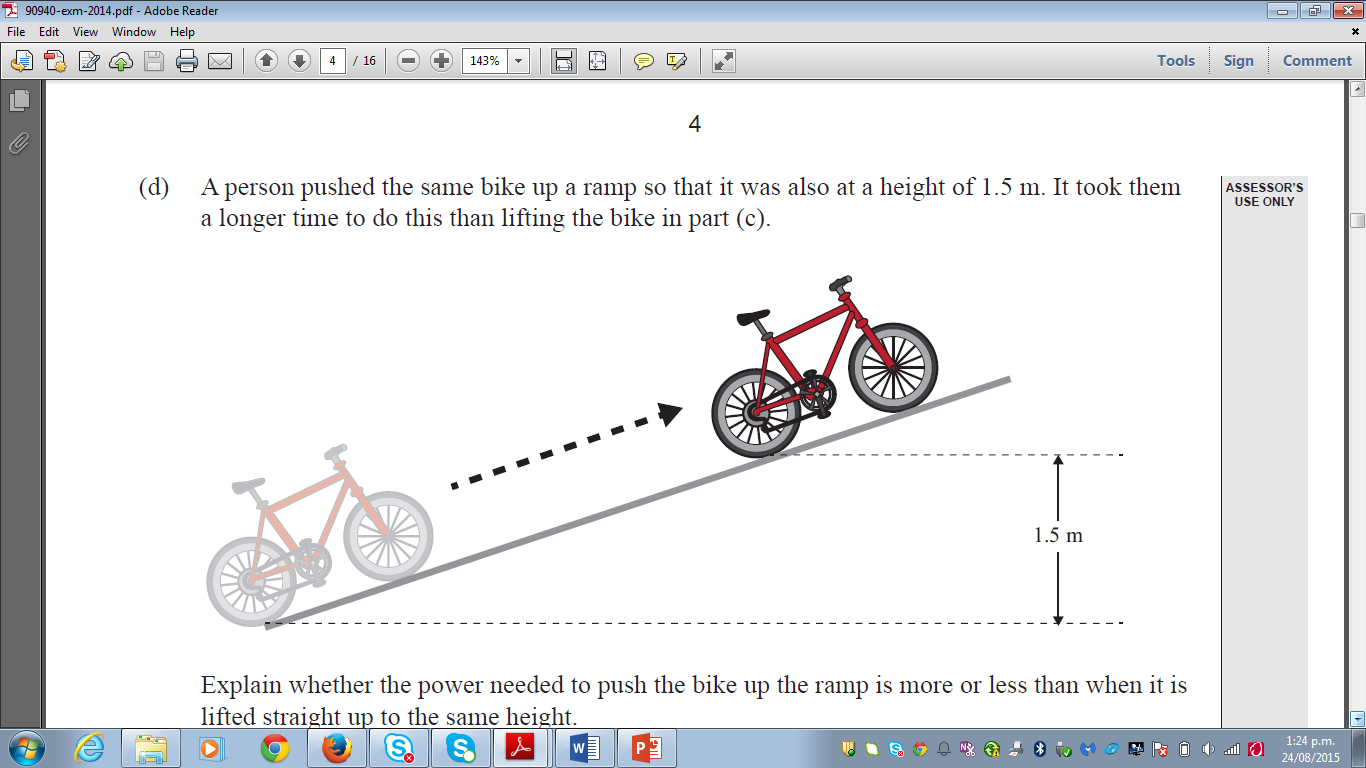 90940-exm-2014.pdf - Adobe Reader
File Edit View Window Help
4 / 16 143% Tools Sign Comment
4
(d) A person pushed the same bike up a ramp so that it was also at a height of 1.5 m. It took them
a longer time to do this than lifting the bike in part (c).
ASSESSOR'S
USE ONLY
1.5 m
Explain whether the power needed to push the bike up the ramp is more or less than when it is
lifted straight up to the same height.
1:24 p.m.
24/08/2015